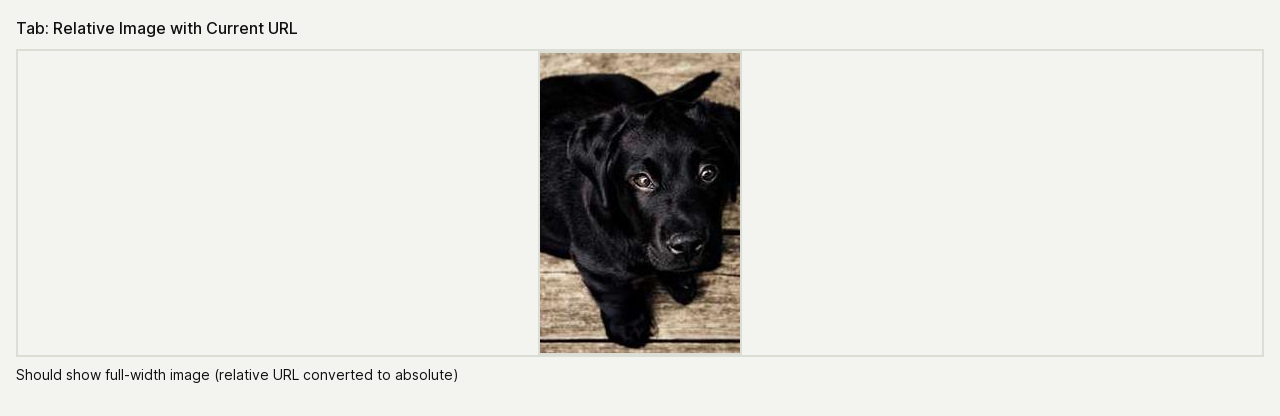 Tab: Relative Image with Current URL
Should show full-width image (relative URL converted to absolute)